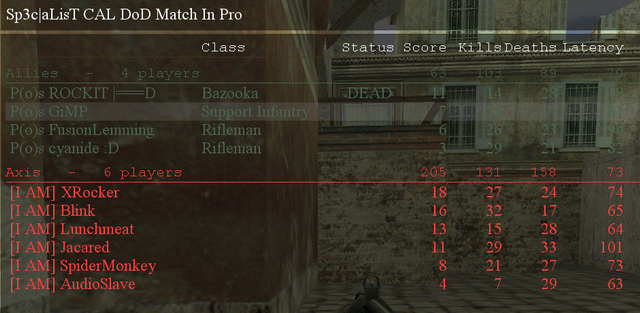 Sp3c|aLisT CAL DoD Match In Pro
Class Status Score Kills Deaths Latency
Allies - 4 players 63 103 89
P(o)s ROCKIT |===D Bazooka DEAD 11 14 28
P(o)s GiMP Support Infantry
P(o)s FusionLemming Rifleman 6 26 23
P(o)s cyanide :D Rifleman 3 29 21
Axis - 6 players 205 131 158 73
[I AM] XRocker 18 27 24 74
[I AM] Blink 16 32 17 65
[I AM] Lunchmeat 13 15 28 64
[I AM] Jacared 11 29 33 101
[I AM] SpiderMonkey 8 21 27 73
[I AM] AudioSlave 4 7 29 63